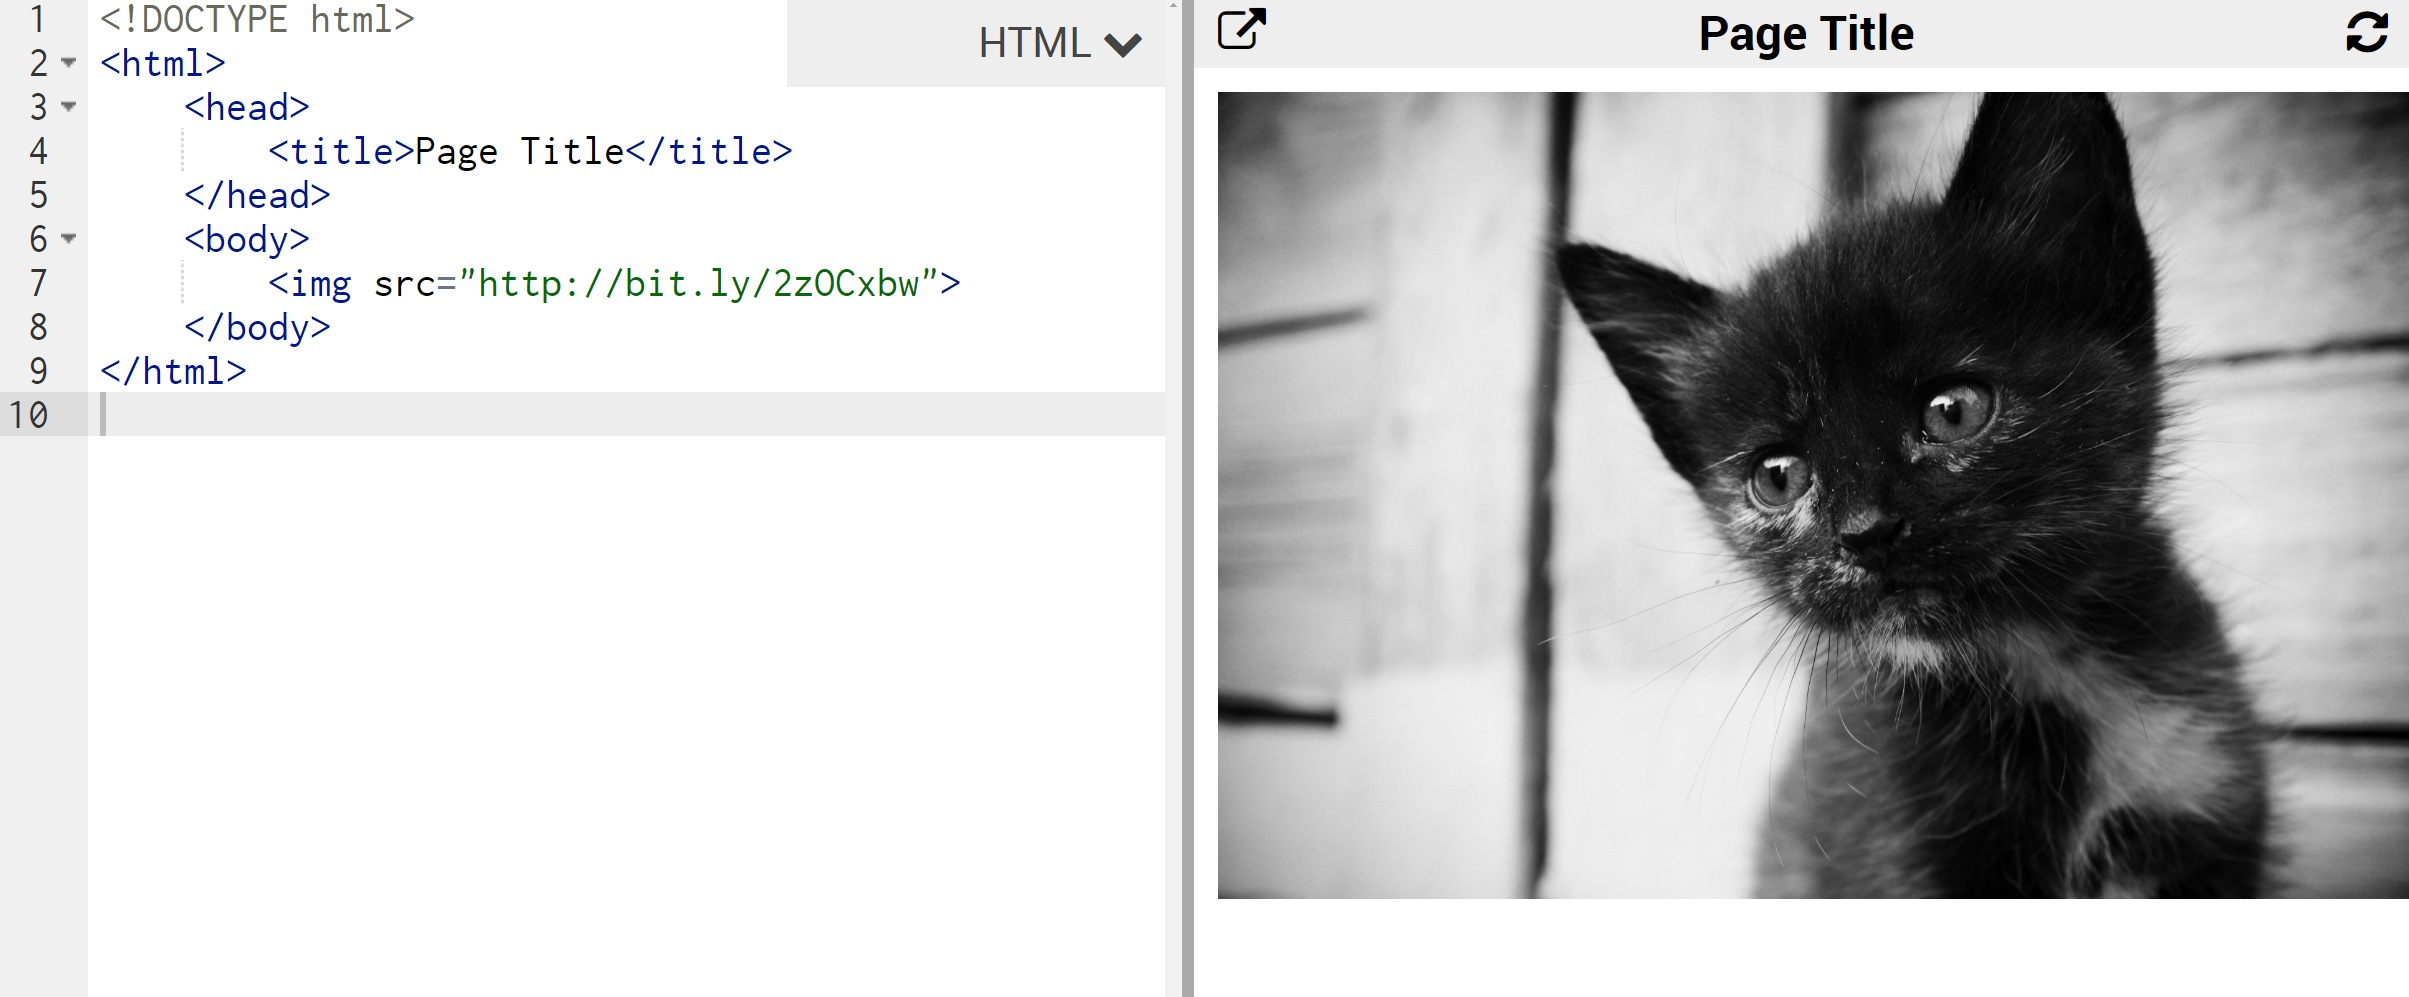 1 <!DOCTYPE html>
2 <html>
3     <head>
4         <title>Page Title</title>
5     </head>
6     <body>
7         <img src="http://bit.ly/2zOCxbw">
8     </body>
9 </html>
10
HTML
Page Title